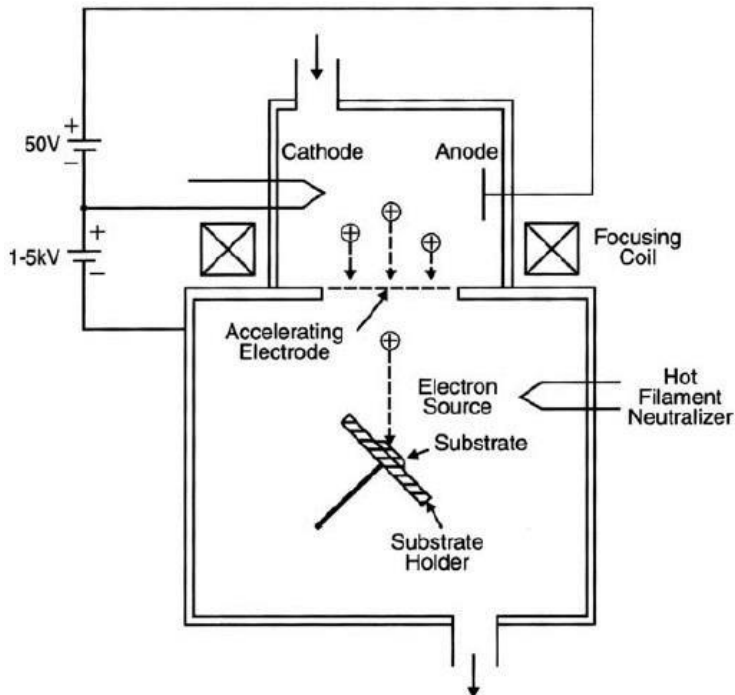 50V
+
−
Cathode
Anode
1-5kV
+
−
Focusing
Coil
Accelerating
Electrode
Electron
Source
Hot
Filament
Neutralizer
Substrate
Substrate
Holder